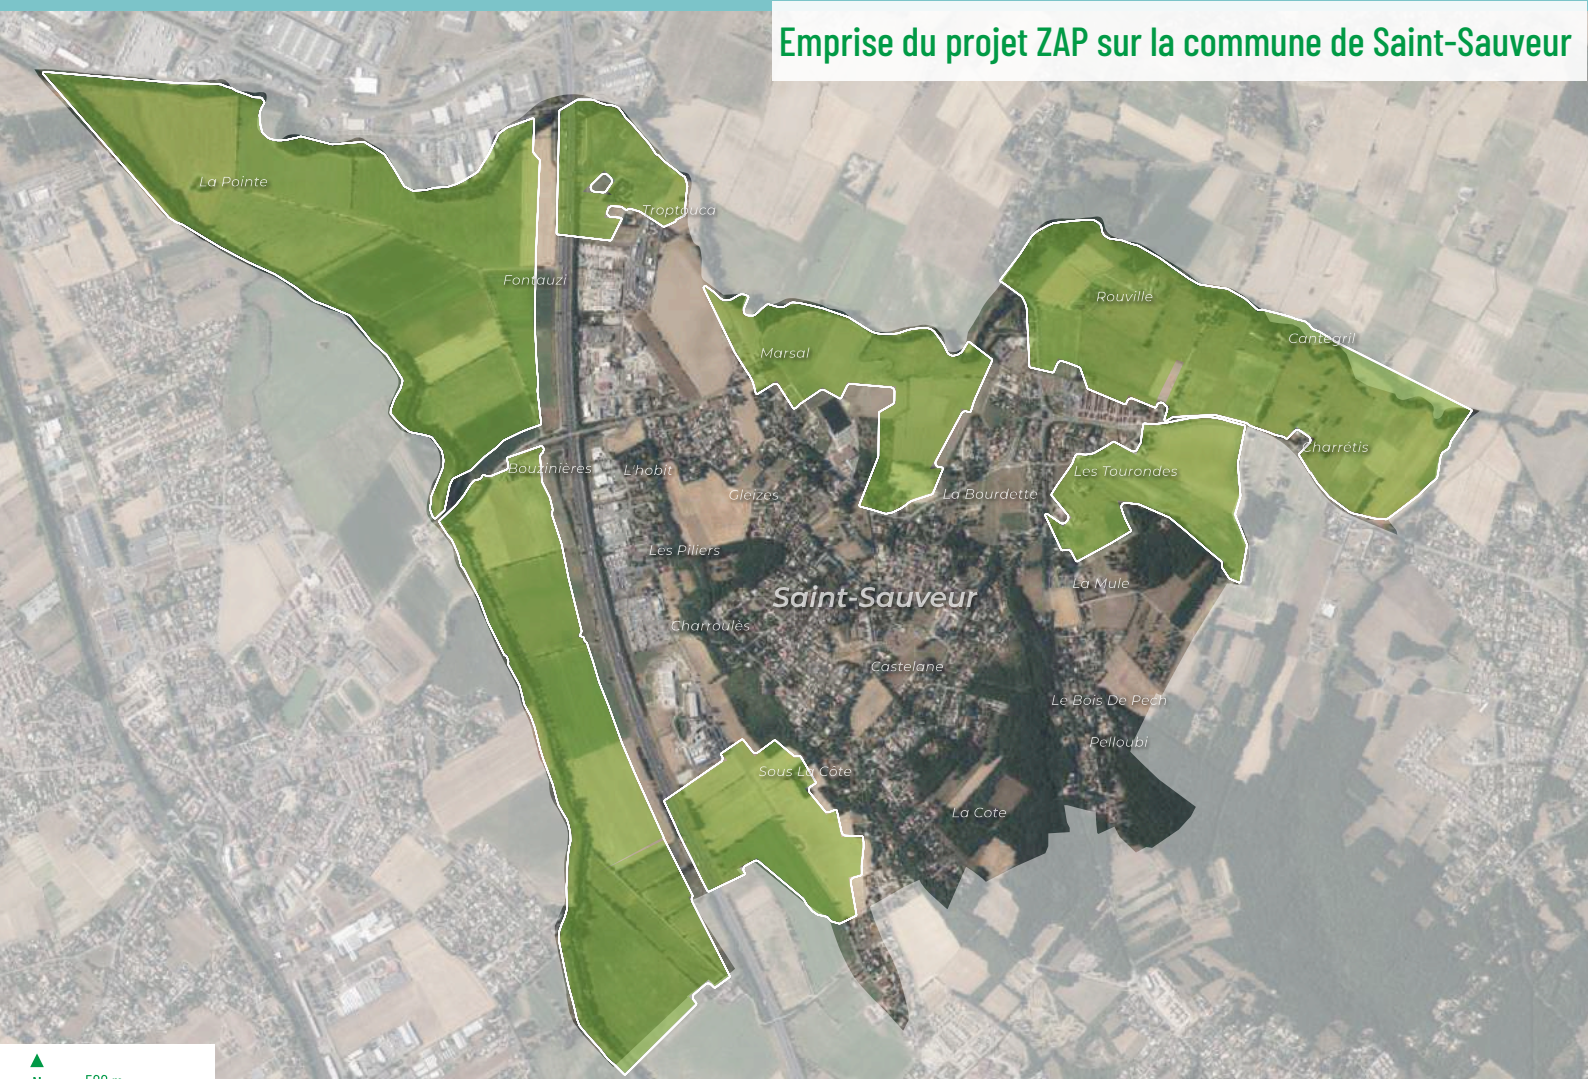 Emprise du projet ZAP sur la commune de Saint-Sauveur
La Pointe
Troptouca
Fontauzi
Rouville
Cantegril
Marsal
Charrétis
Bouzinières
L'hobit
Les Tourondes
Gleizes
La Bourdette
Les Piliers
La Mule
Saint-Sauveur
Charroulès
Castelane
Le Bois De Pech
Pelloubi
Sous La Côte
La Cote